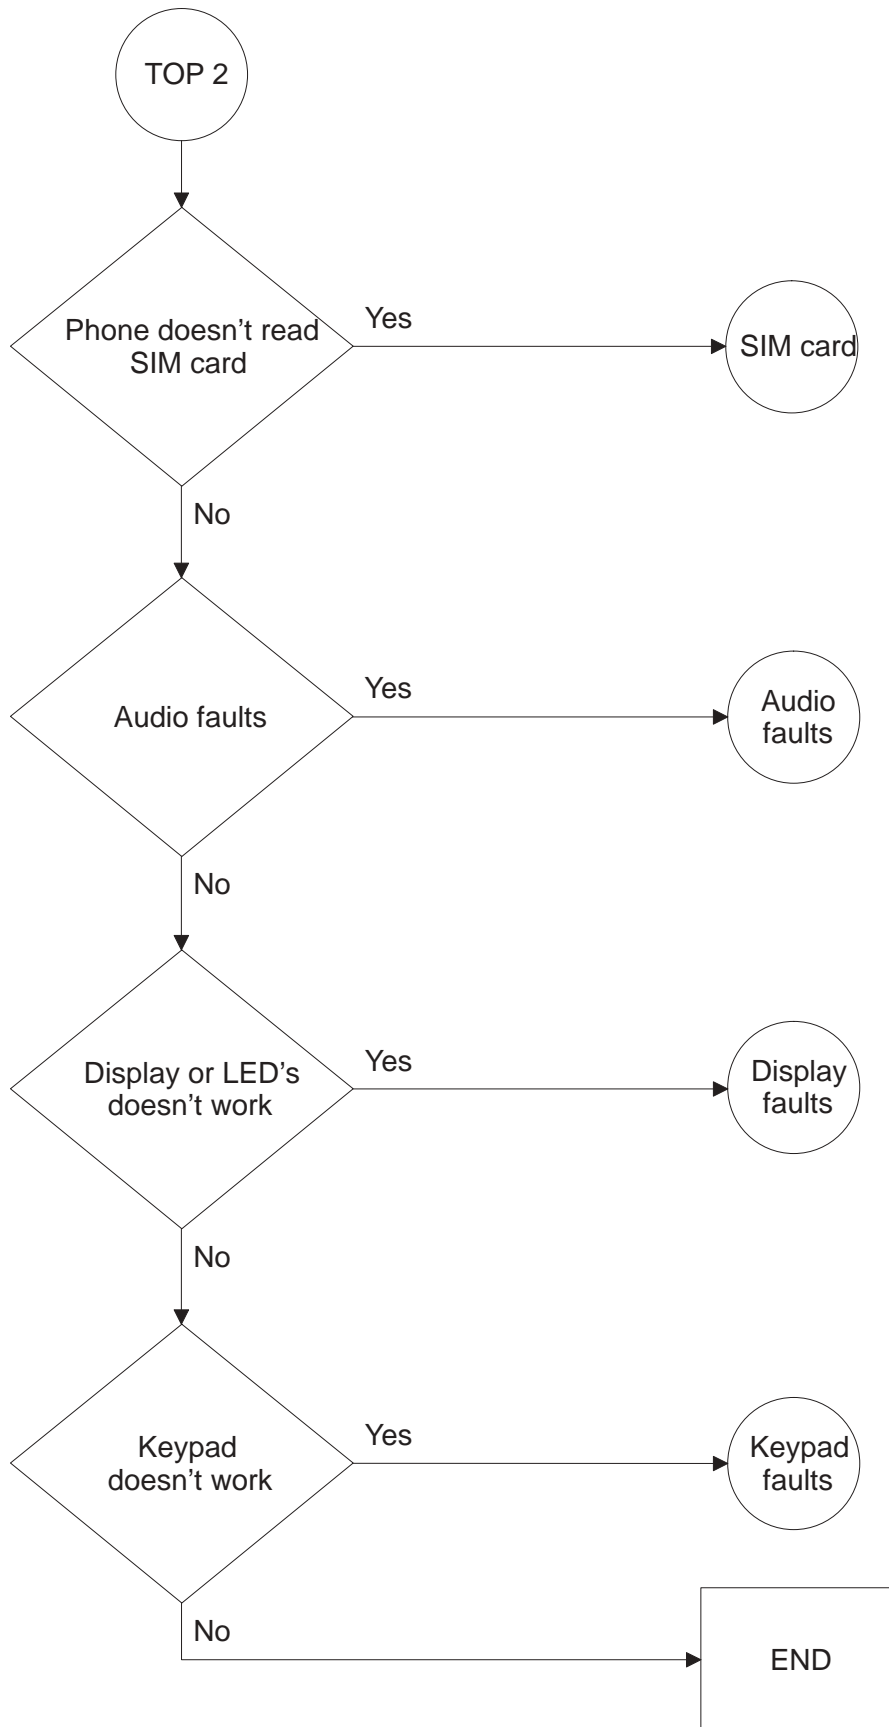 TOP 2
Phone doesn’t read
SIM card
Yes
SIM card
No
Audio faults
Yes
Audio
faults
No
Display or LED’s
doesn’t work
Yes
Display
faults
No
Keypad
doesn’t work
Yes
Keypad
faults
No
END